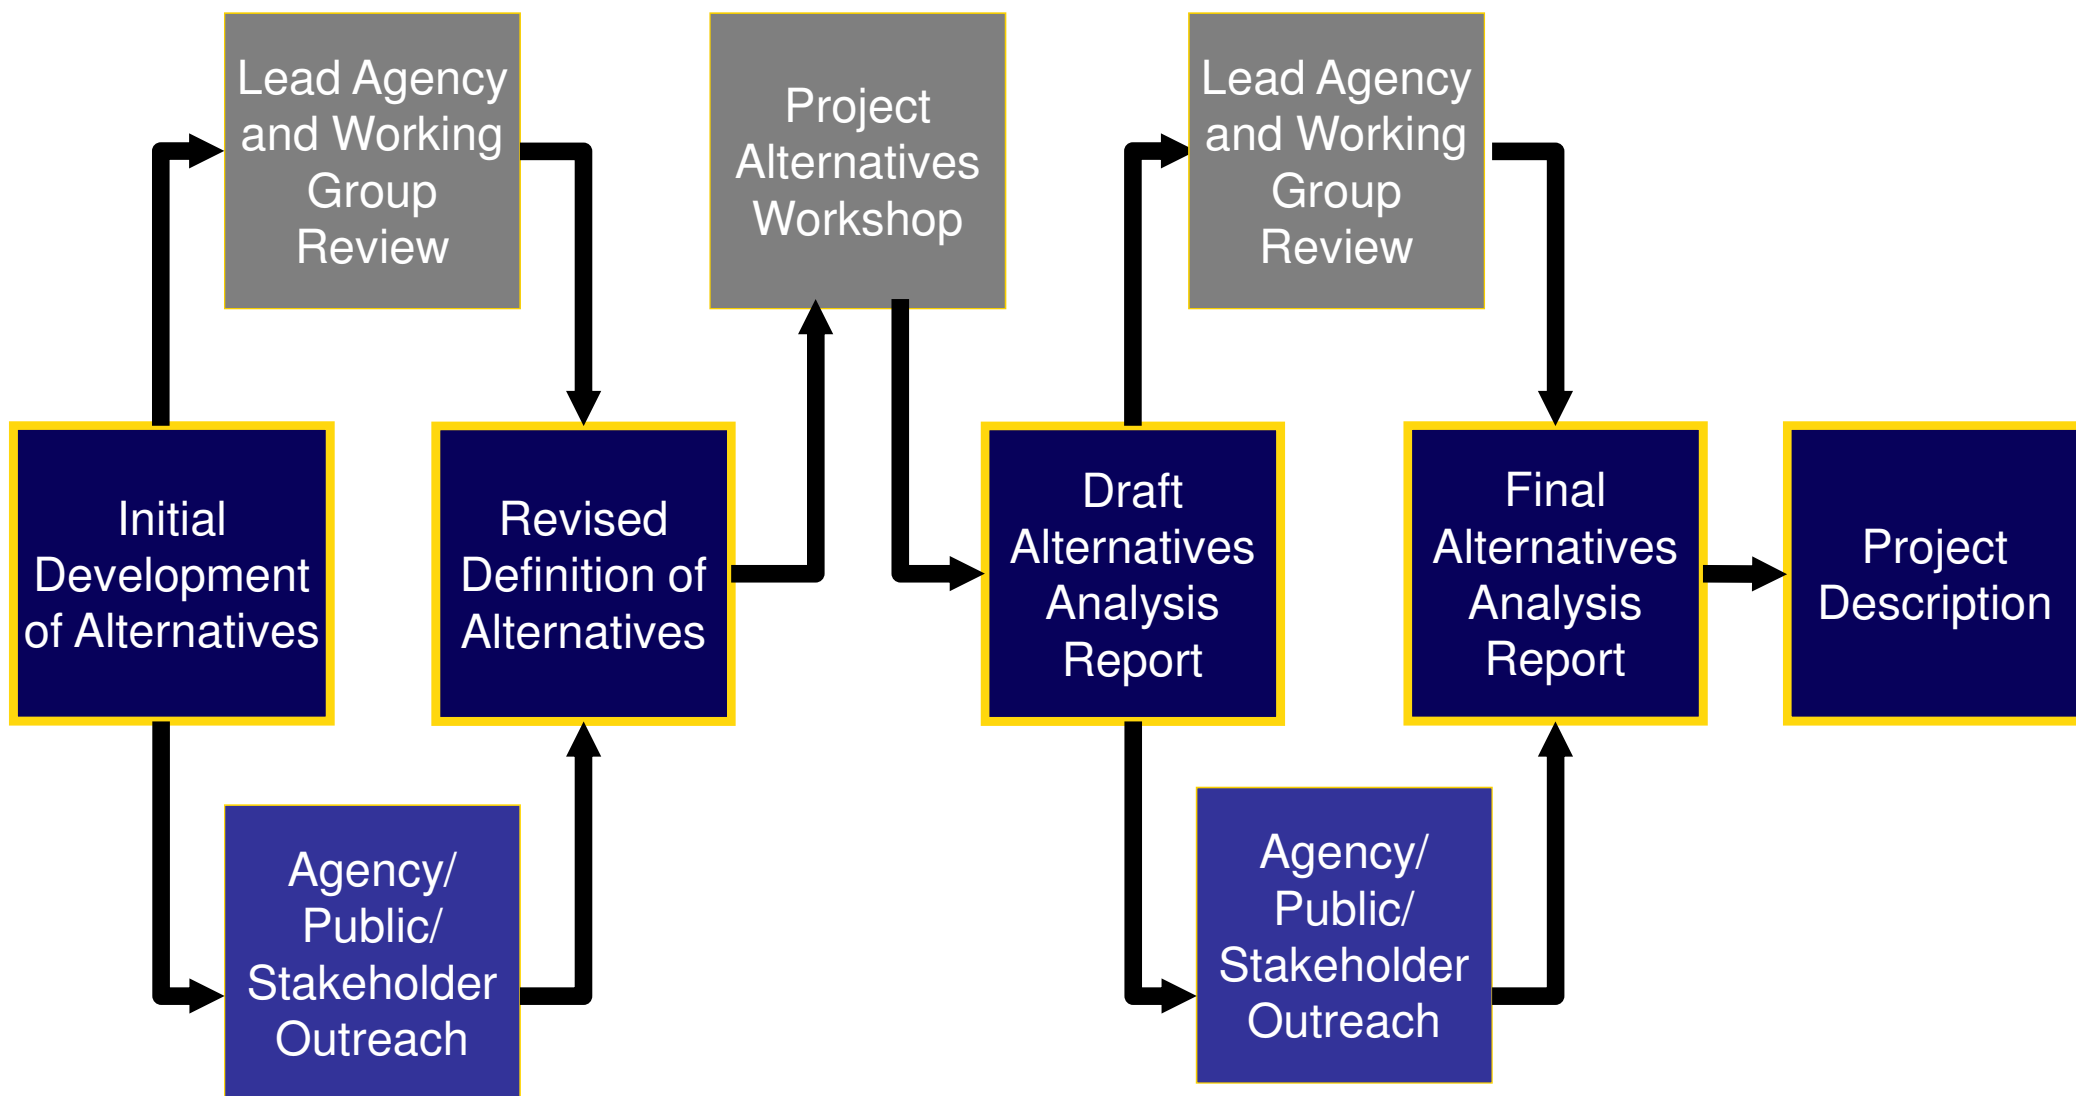 Lead Agency
and Working
Group
Review
Project
Alternatives
Workshop
Lead Agency
and Working
Group
Review
Initial
Development
of Alternatives
Revised
Definition of
Alternatives
Draft
Alternatives
Analysis
Report
Final
Alternatives
Analysis
Report
Project
Description
Agency/
Public/
Stakeholder
Outreach
Agency/
Public/
Stakeholder
Outreach